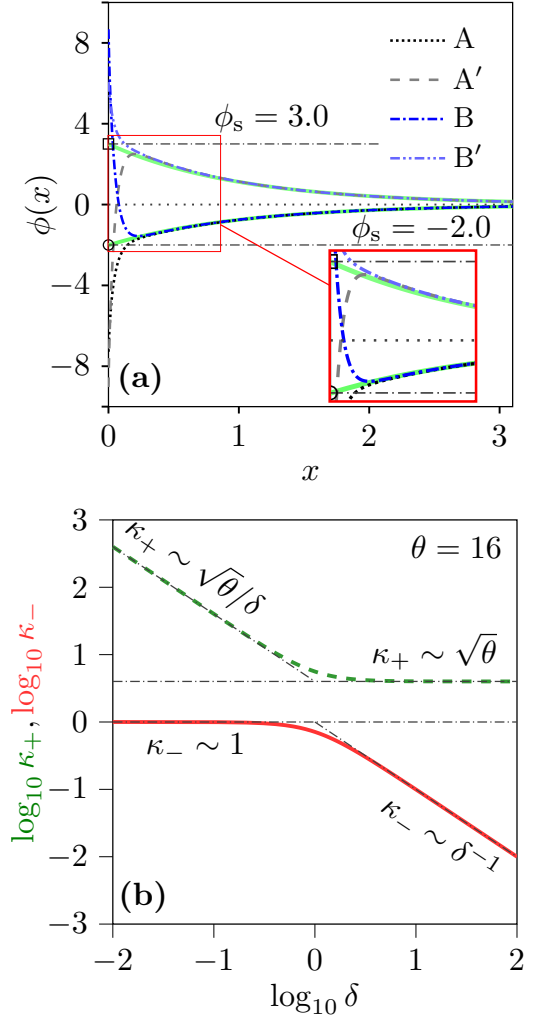 8
4
0
−4
−8
ϕ(x)
A
A′
B
B′
ϕₛ = 3.0
ϕₛ = −2.0
(a)
0
1
2
3
x
3
2
1
0
−1
−2
−3
log₁₀ κ₊, log₁₀ κ₋
κ₊ ∼ √θ/δ
θ = 16
κ₊ ∼ √θ
κ₋ ∼ 1
κ₋ ∼ δ⁻¹
(b)
−2
−1
0
1
2
log₁₀ δ